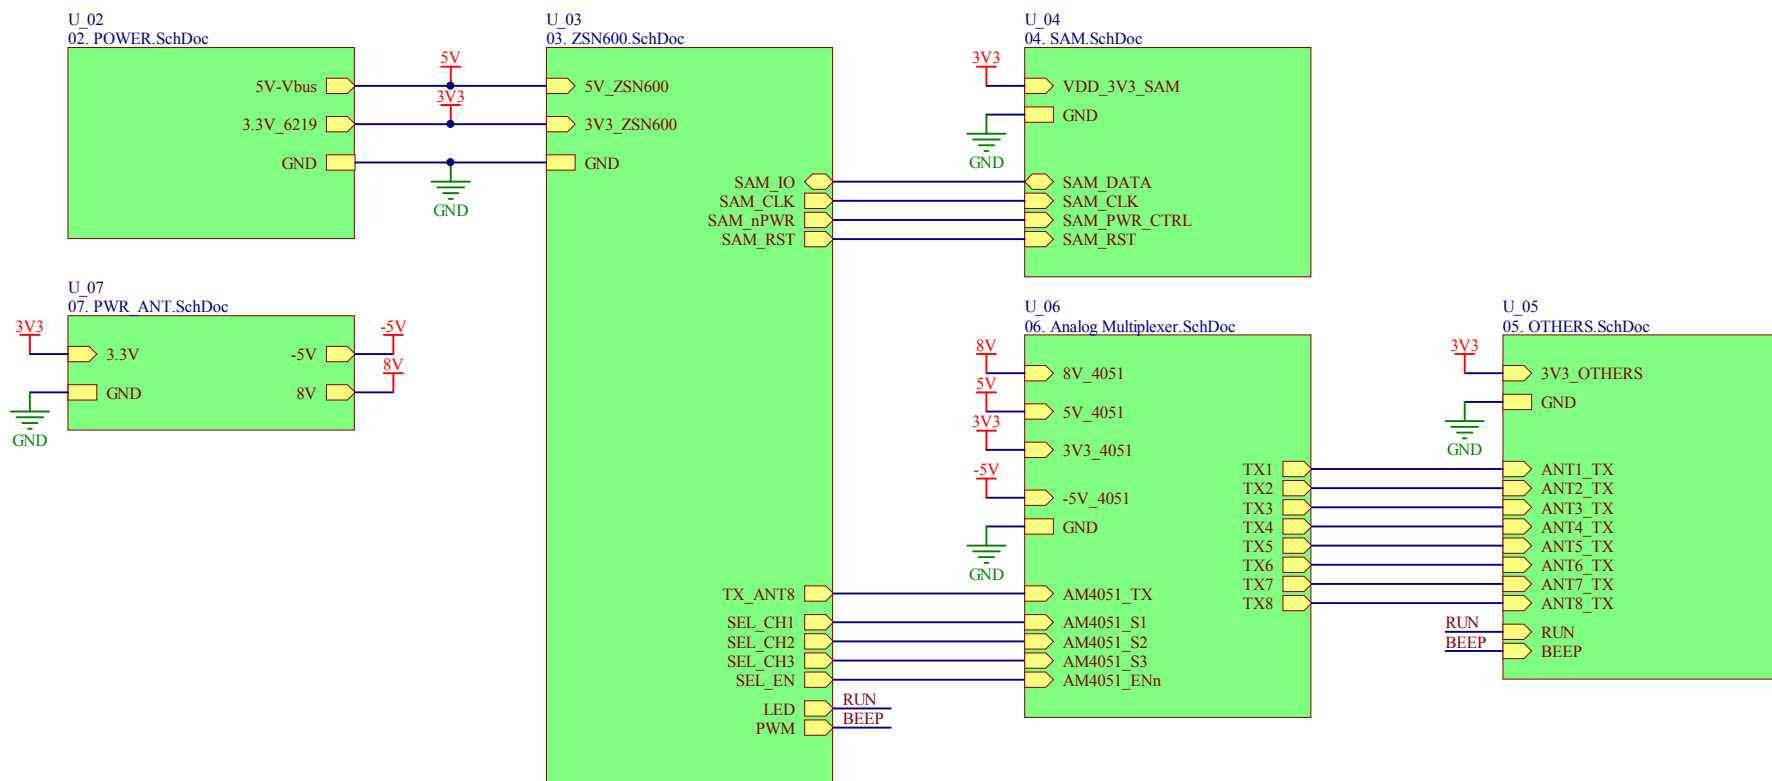 U_02
02. POWER.SchDoc
5V-Vbus
3.3V_6219
GND
5V
3V3
GND
U_03
03. ZSN600.SchDoc
5V_ZSN600
3V3_ZSN600
GND
SAM_IO
SAM_CLK
SAM_nPWR
SAM_RST
TX_ANT8
SEL_CH1
SEL_CH2
SEL_CH3
SEL_EN
LED
PWM
RUN
BEEP
U_04
04. SAM.SchDoc
3V3
GND
VDD_3V3_SAM
GND
SAM_DATA
SAM_CLK
SAM_PWR_CTRL
SAM_RST
U_07
07. PWR_ANT.SchDoc
3V3
GND
3.3V
GND
-5V
8V
-5V
8V
U_06
06. Analog Multiplexer.SchDoc
8V
5V
3V3
-5V
GND
8V_4051
5V_4051
3V3_4051
-5V_4051
GND
AM4051_TX
AM4051_S1
AM4051_S2
AM4051_S3
AM4051_ENn
TX1
TX2
TX3
TX4
TX5
TX6
TX7
TX8
U_05
05. OTHERS.SchDoc
3V3
GND
3V3_OTHERS
GND
ANT1_TX
ANT2_TX
ANT3_TX
ANT4_TX
ANT5_TX
ANT6_TX
ANT7_TX
ANT8_TX
RUN
BEEP
RUN
BEEP